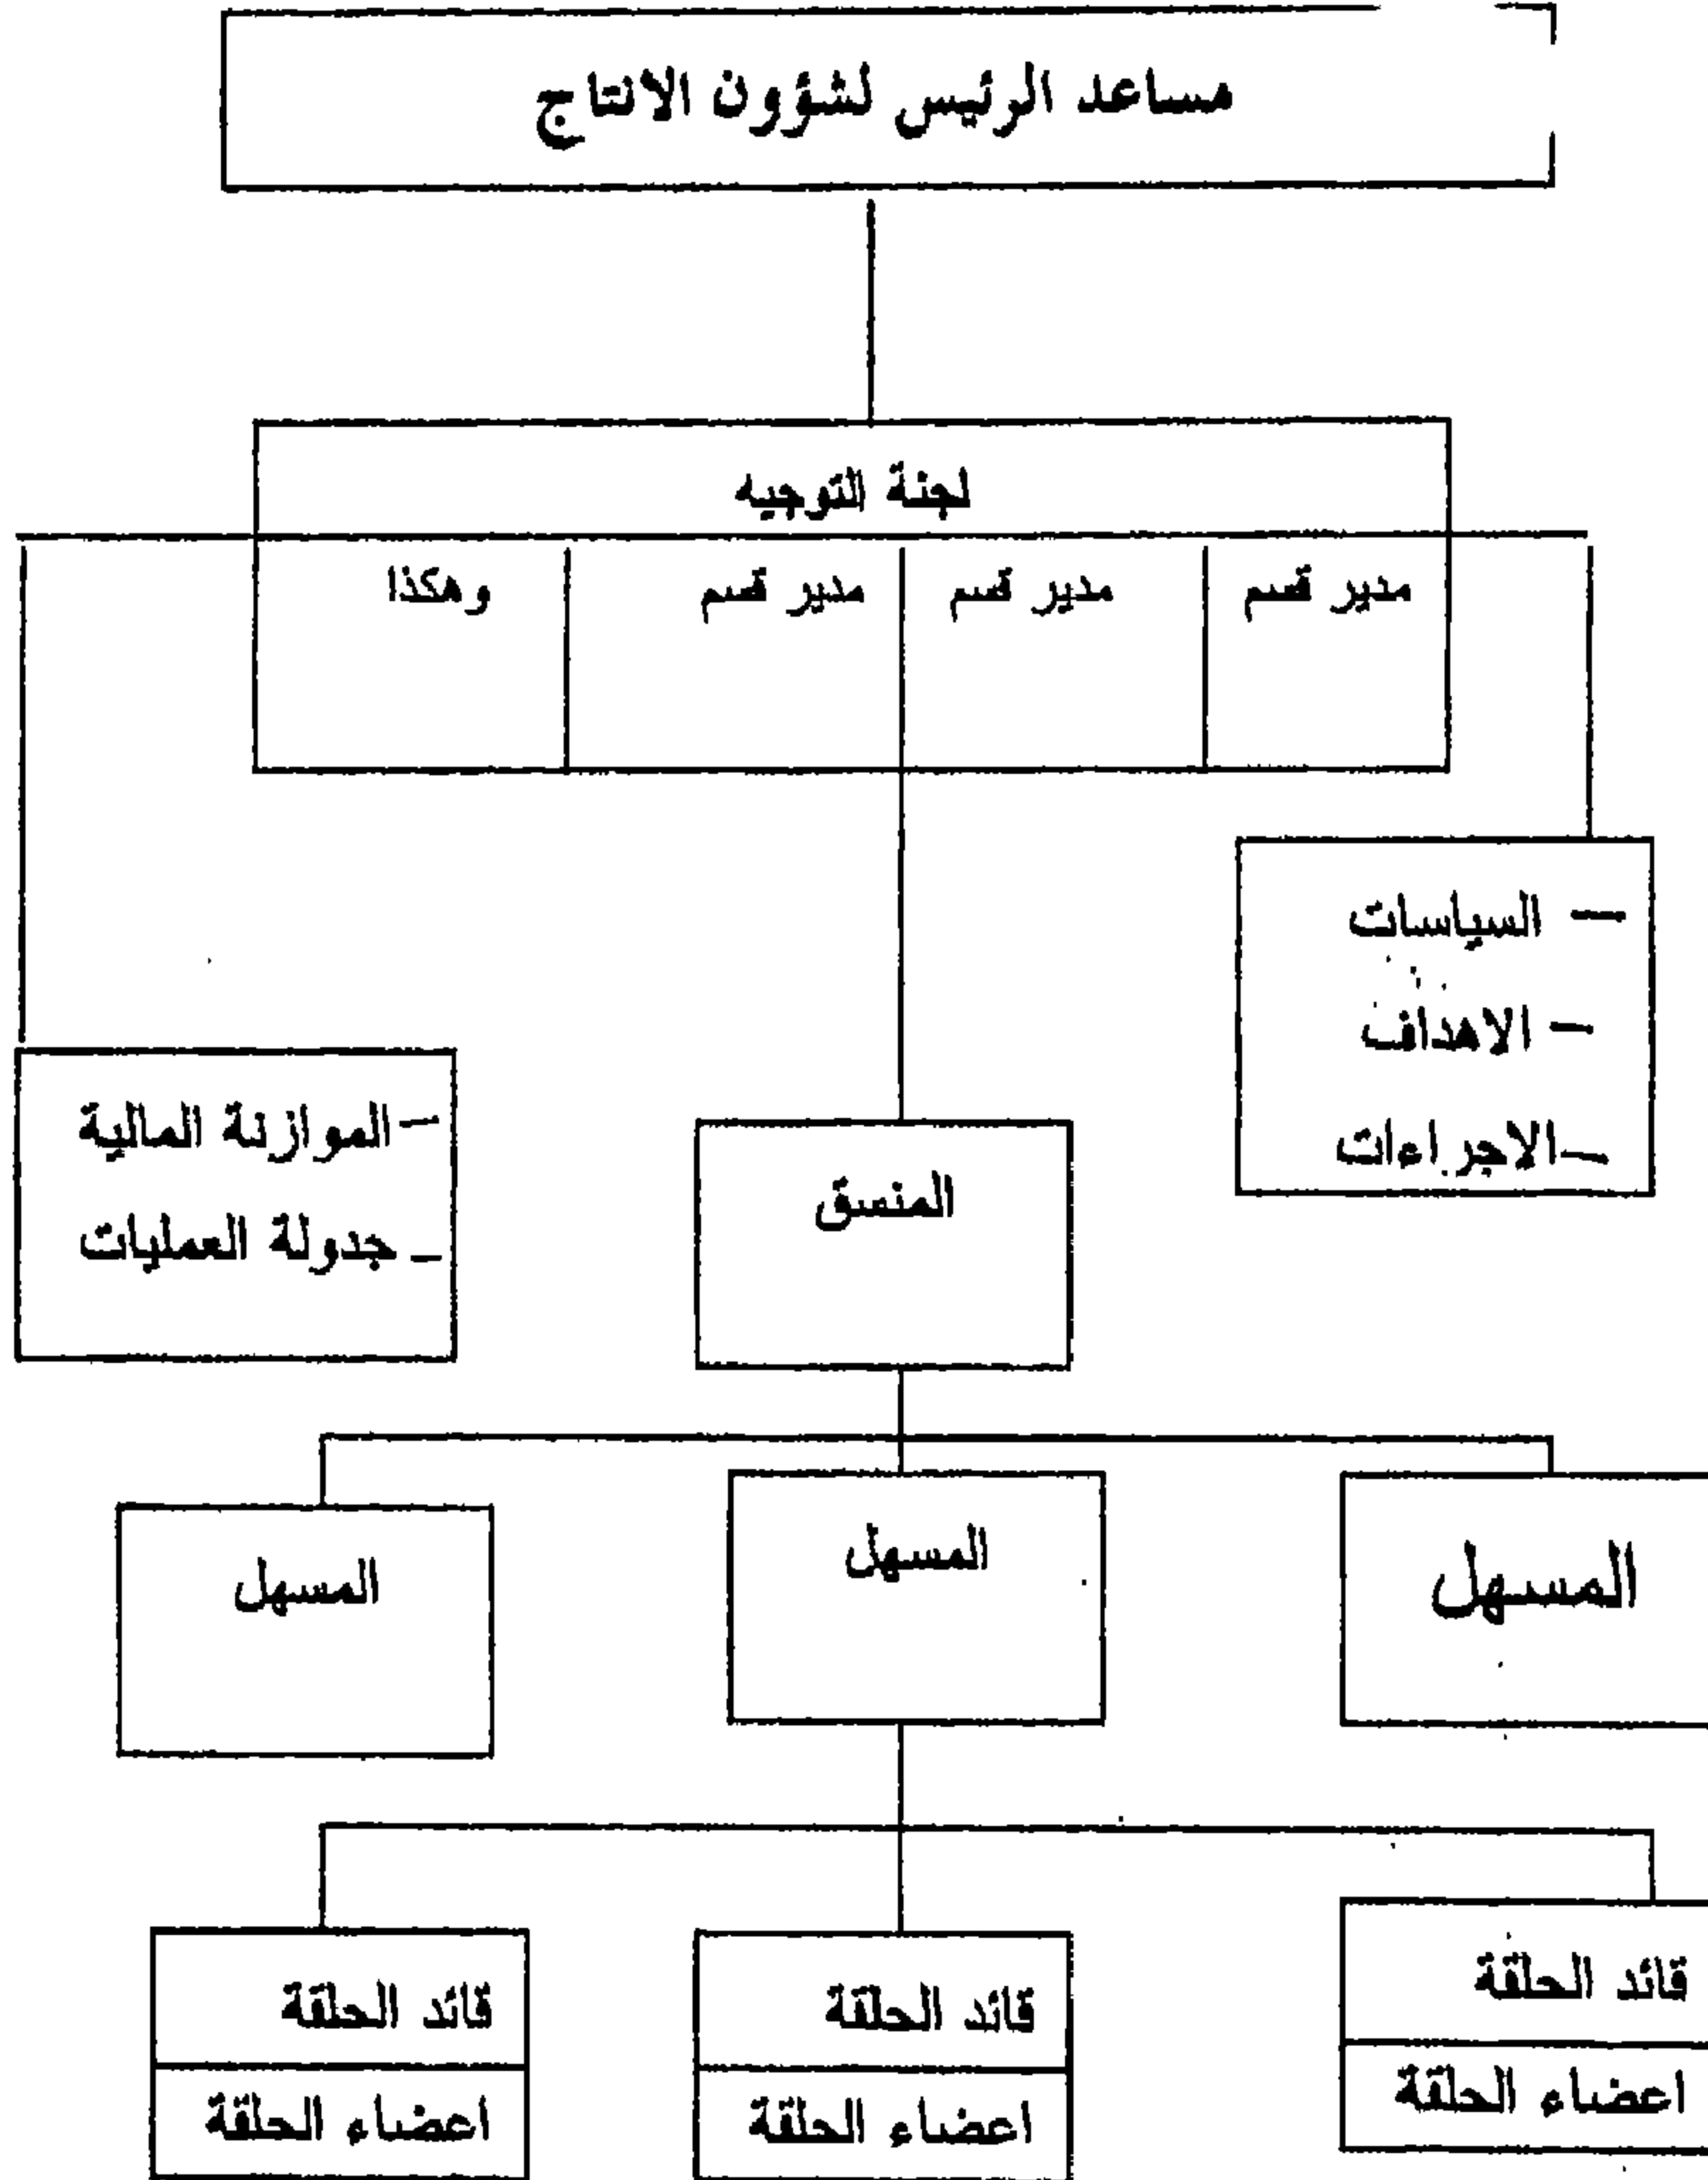 مساعد الرئيس لشؤون الانتاج
لجنة التوجيه
مدير قسم
مدير قسم
مدير قسم
وهكذا
— السياسات
– الاهداف
–الاجراءات
–الموازنة المالية
– جدولة العمليات
المنسق
المسهل
المسهل
المسهل
قائد الحلقة
اعضاء الحلقة
قائد الحلقة
اعضاء الحلقة
قائد الحلقة
اعضاء الحلقة